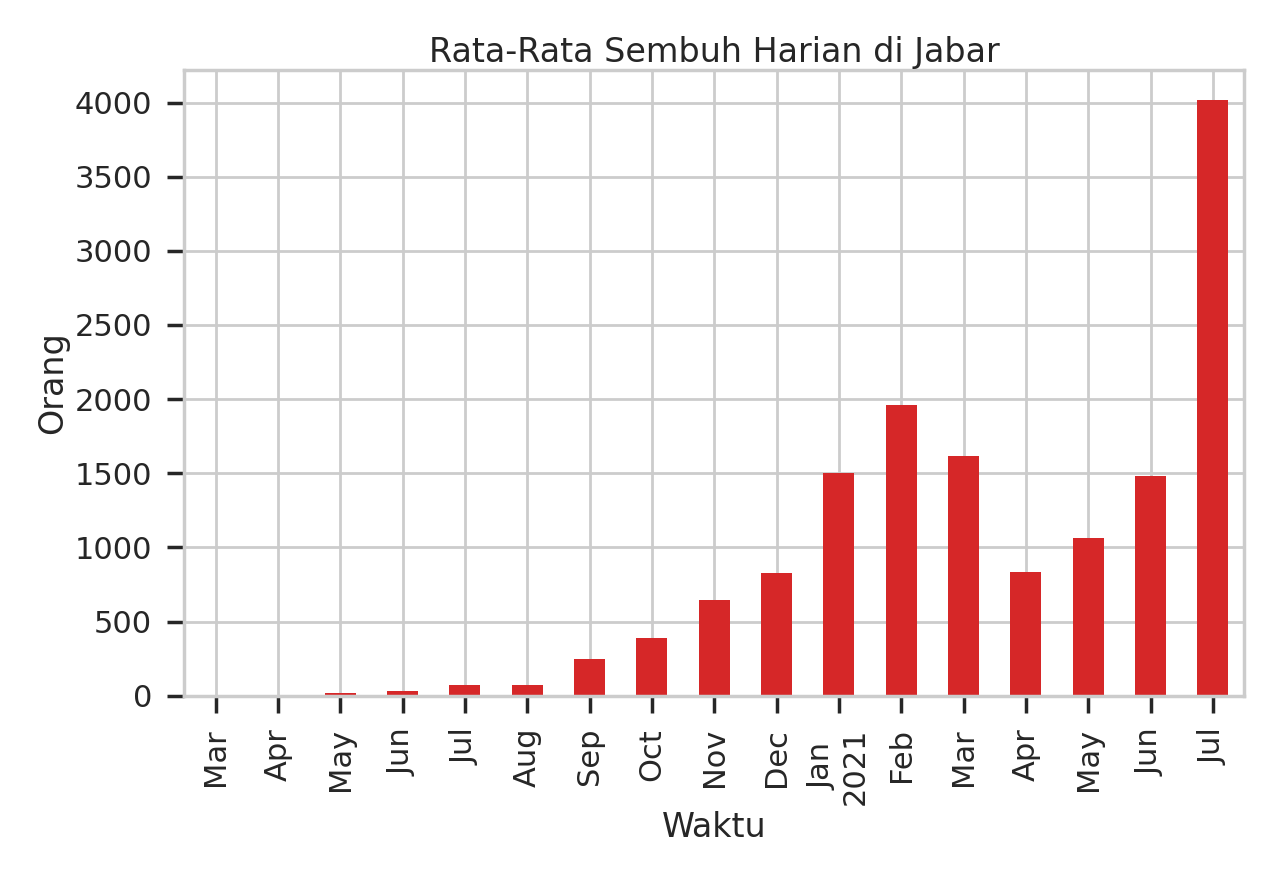 Rata-Rata Sembuh Harian di Jabar
4000
3500
3000
2500
2000
1500
1000
500
0
Orang
Mar
Apr
May
Jun
Jul
Aug
Sep
Oct
Nov
Dec
Jan
2021
Feb
Mar
Apr
May
Jun
Jul
Waktu